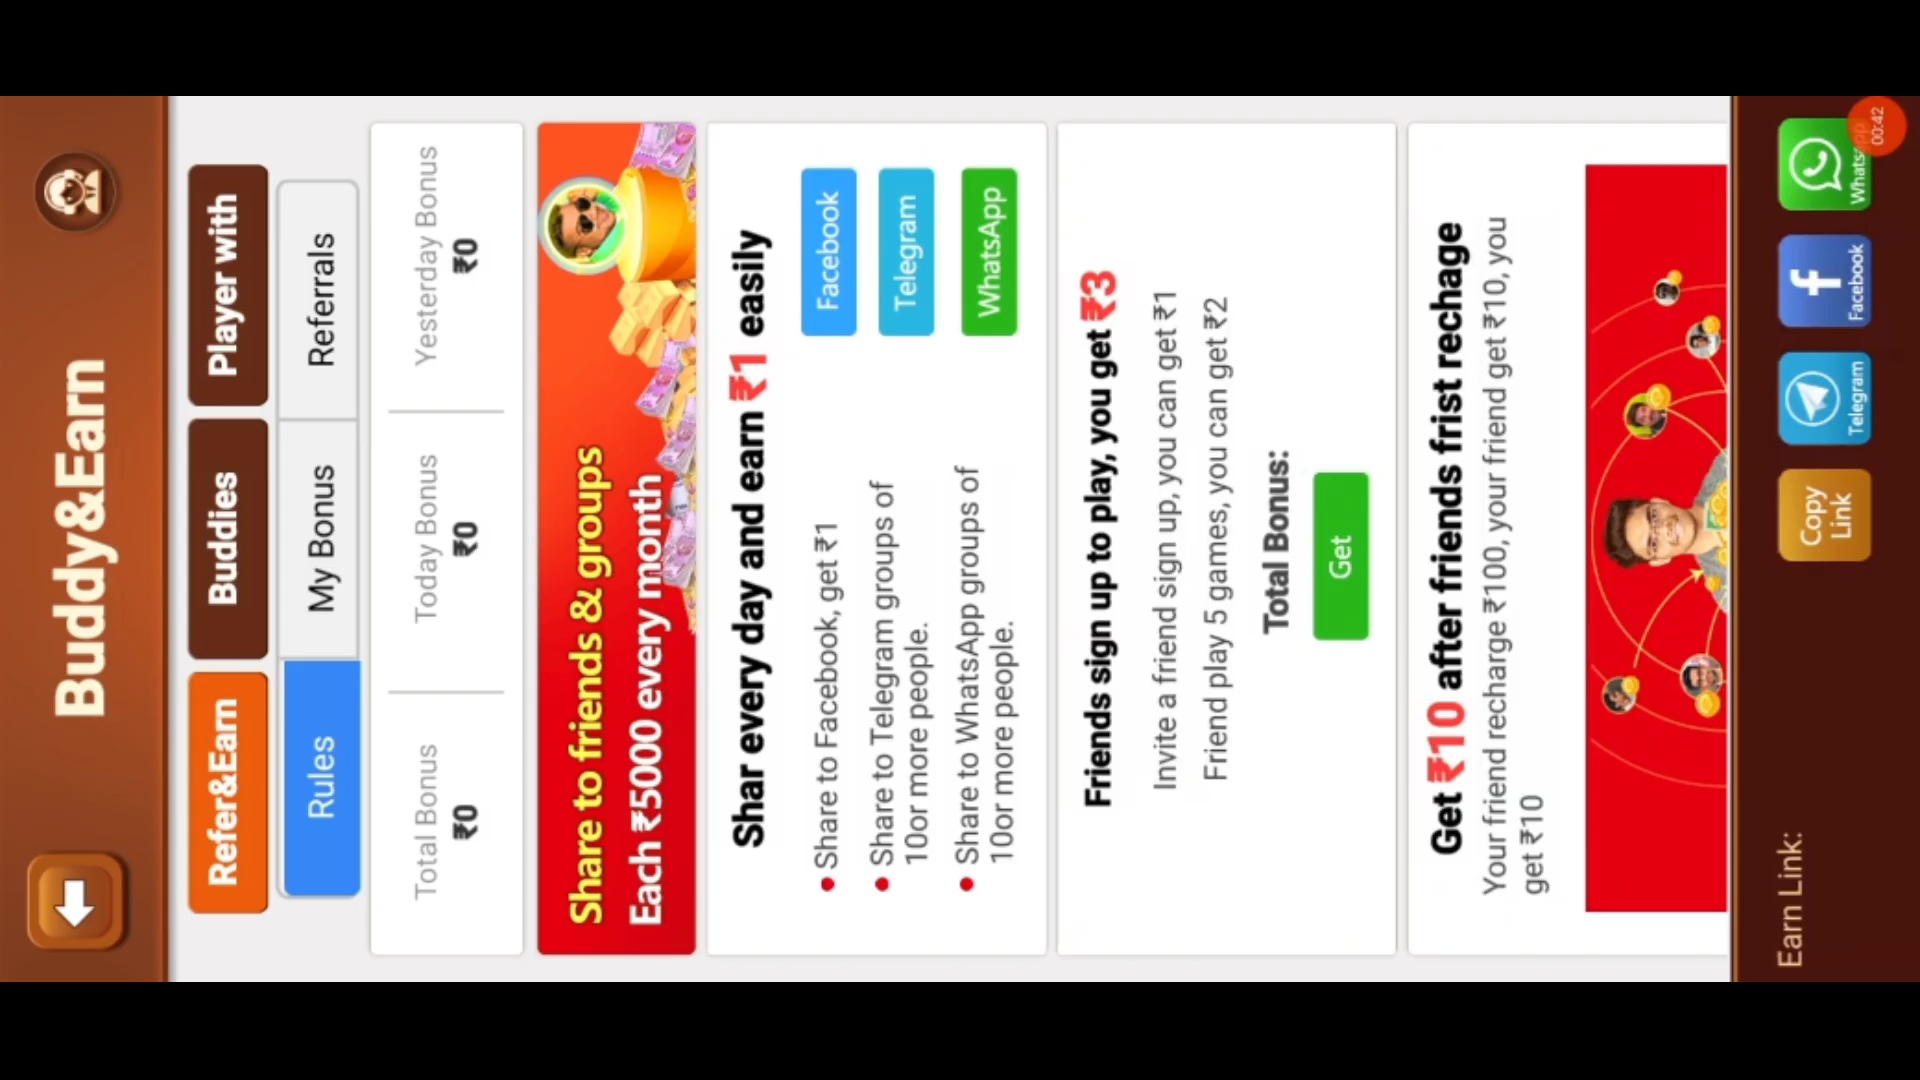 Buddy&Earn
Refer&Earn
Buddies
Player with
Rules
My Bonus
Referrals
Total Bonus
₹0
Today Bonus
₹0
Yesterday Bonus
₹0
Share to friends & groups
Each ₹5000 every month
Shar every day and earn ₹1 easily
Share to Facebook, get ₹1
Facebook
Share to Telegram groups of
10or more people.
Telegram
Share to WhatsApp groups of
10or more people.
WhatsApp
Friends sign up to play, you get ₹3
Invite a friend sign up, you can get ₹1
Friend play 5 games, you can get ₹2
Total Bonus:
Get
Get ₹10 after friends frist rechage
Your friend recharge ₹100, your friend get ₹10, you
get ₹10
Earn Link:
Copy
Link
Telegram
Facebook
Whatsapp
00:42